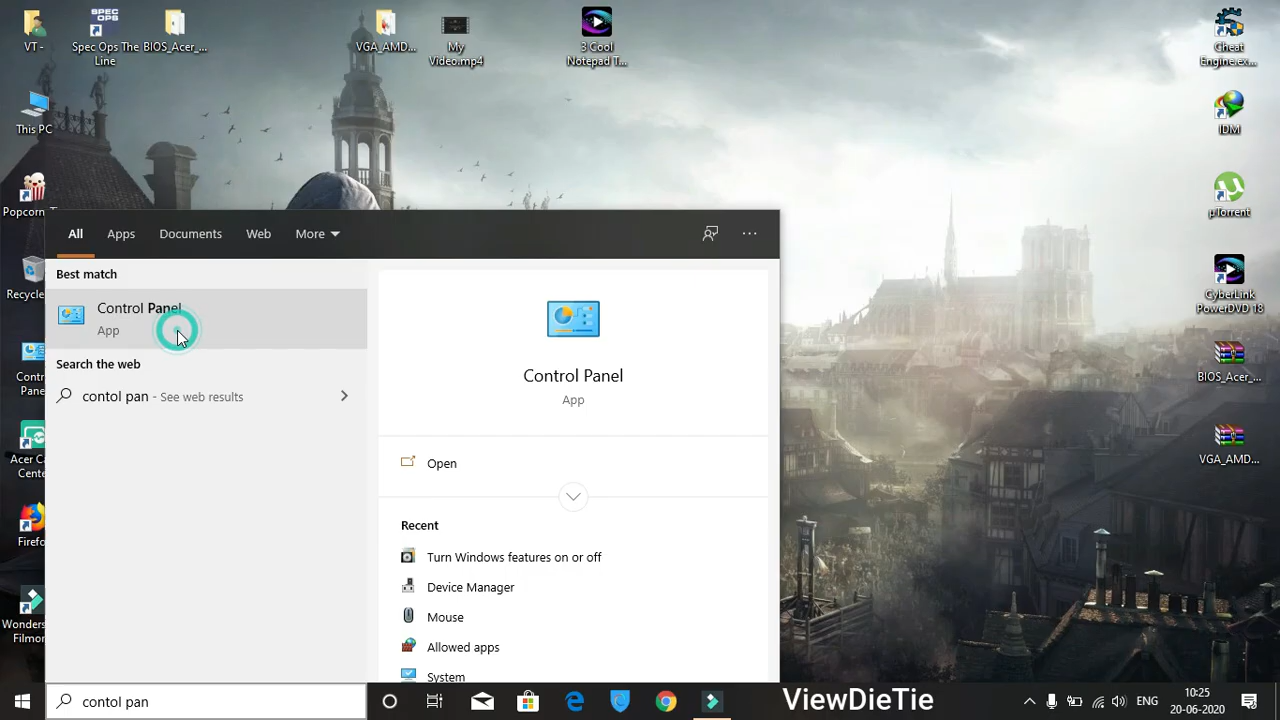 VT -
Spec Ops The
Line
BIOS_Acer_...
VGA_AMD...
My
Video.mp4
3 Cool
Notepad T...
Cheat
Engine.ex...
SPEC
OPS
This PC
IDM
Popcorn
µTorrent
Recycle
CyberLink
PowerDVD 18
Contr
Pane
BIOS_Acer_...
Acer Ca
Cente
VGA_AMD...
Firefo
Wonders
Filmor
All
Apps
Documents
Web
More
Best match
Control Panel
App
Search the web
contol pan - See web results
Control Panel
App
Open
Recent
Turn Windows features on or off
Device Manager
Mouse
Allowed apps
System
contol pan
ViewDieTie
ENG
10:25
20-06-2020